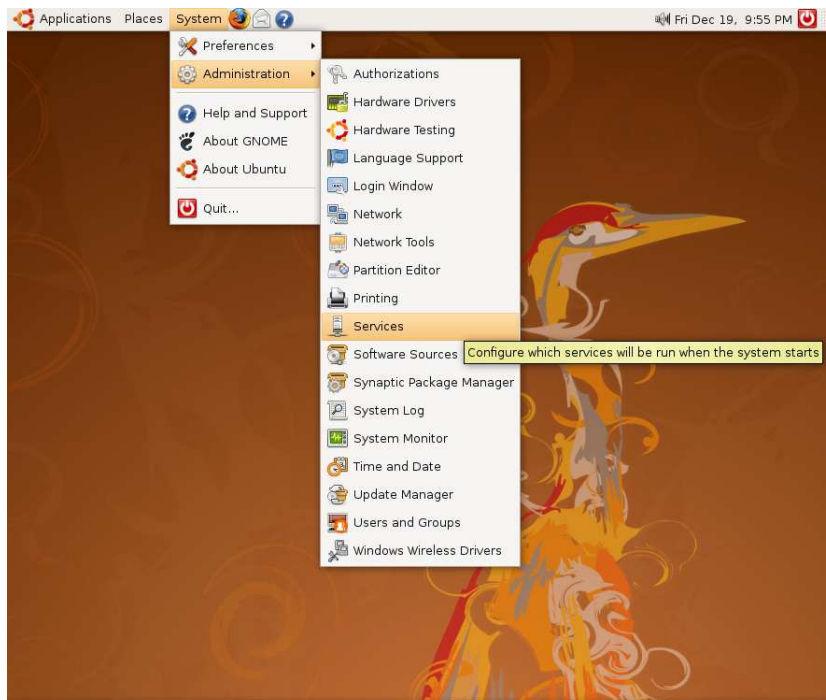 Applications Places System Fri Dec 19, 9:55 PM
Preferences
Administration
Help and Support
About GNOME
About Ubuntu
Quit...
Authorizations
Hardware Drivers
Hardware Testing
Language Support
Login Window
Network
Network Tools
Partition Editor
Printing
Services
Software Sources
Configure which services will be run when the system starts
Synaptic Package Manager
System Log
System Monitor
Time and Date
Update Manager
Users and Groups
Windows Wireless Drivers